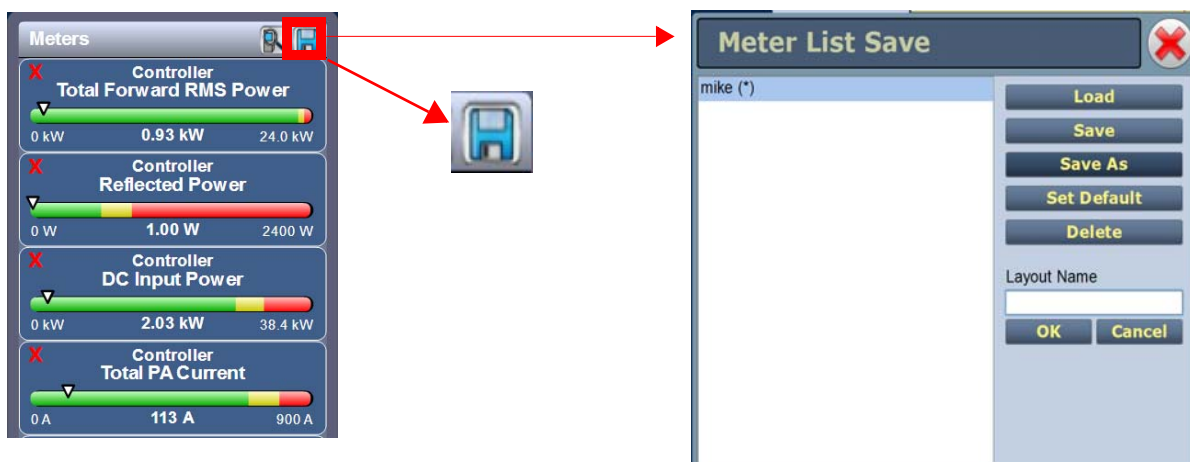 Meters
X Controller
Total Forward RMS Power
0 kW 0.93 kW 24.0 kW
X Controller
Reflected Power
0 W 1.00 W 2400 W
X Controller
DC Input Power
0 kW 2.03 kW 38.4 kW
X Controller
Total PA Current
0 A 113 A 900 A
Meter List Save
mike (*)
Load
Save
Save As
Set Default
Delete
Layout Name
OK Cancel